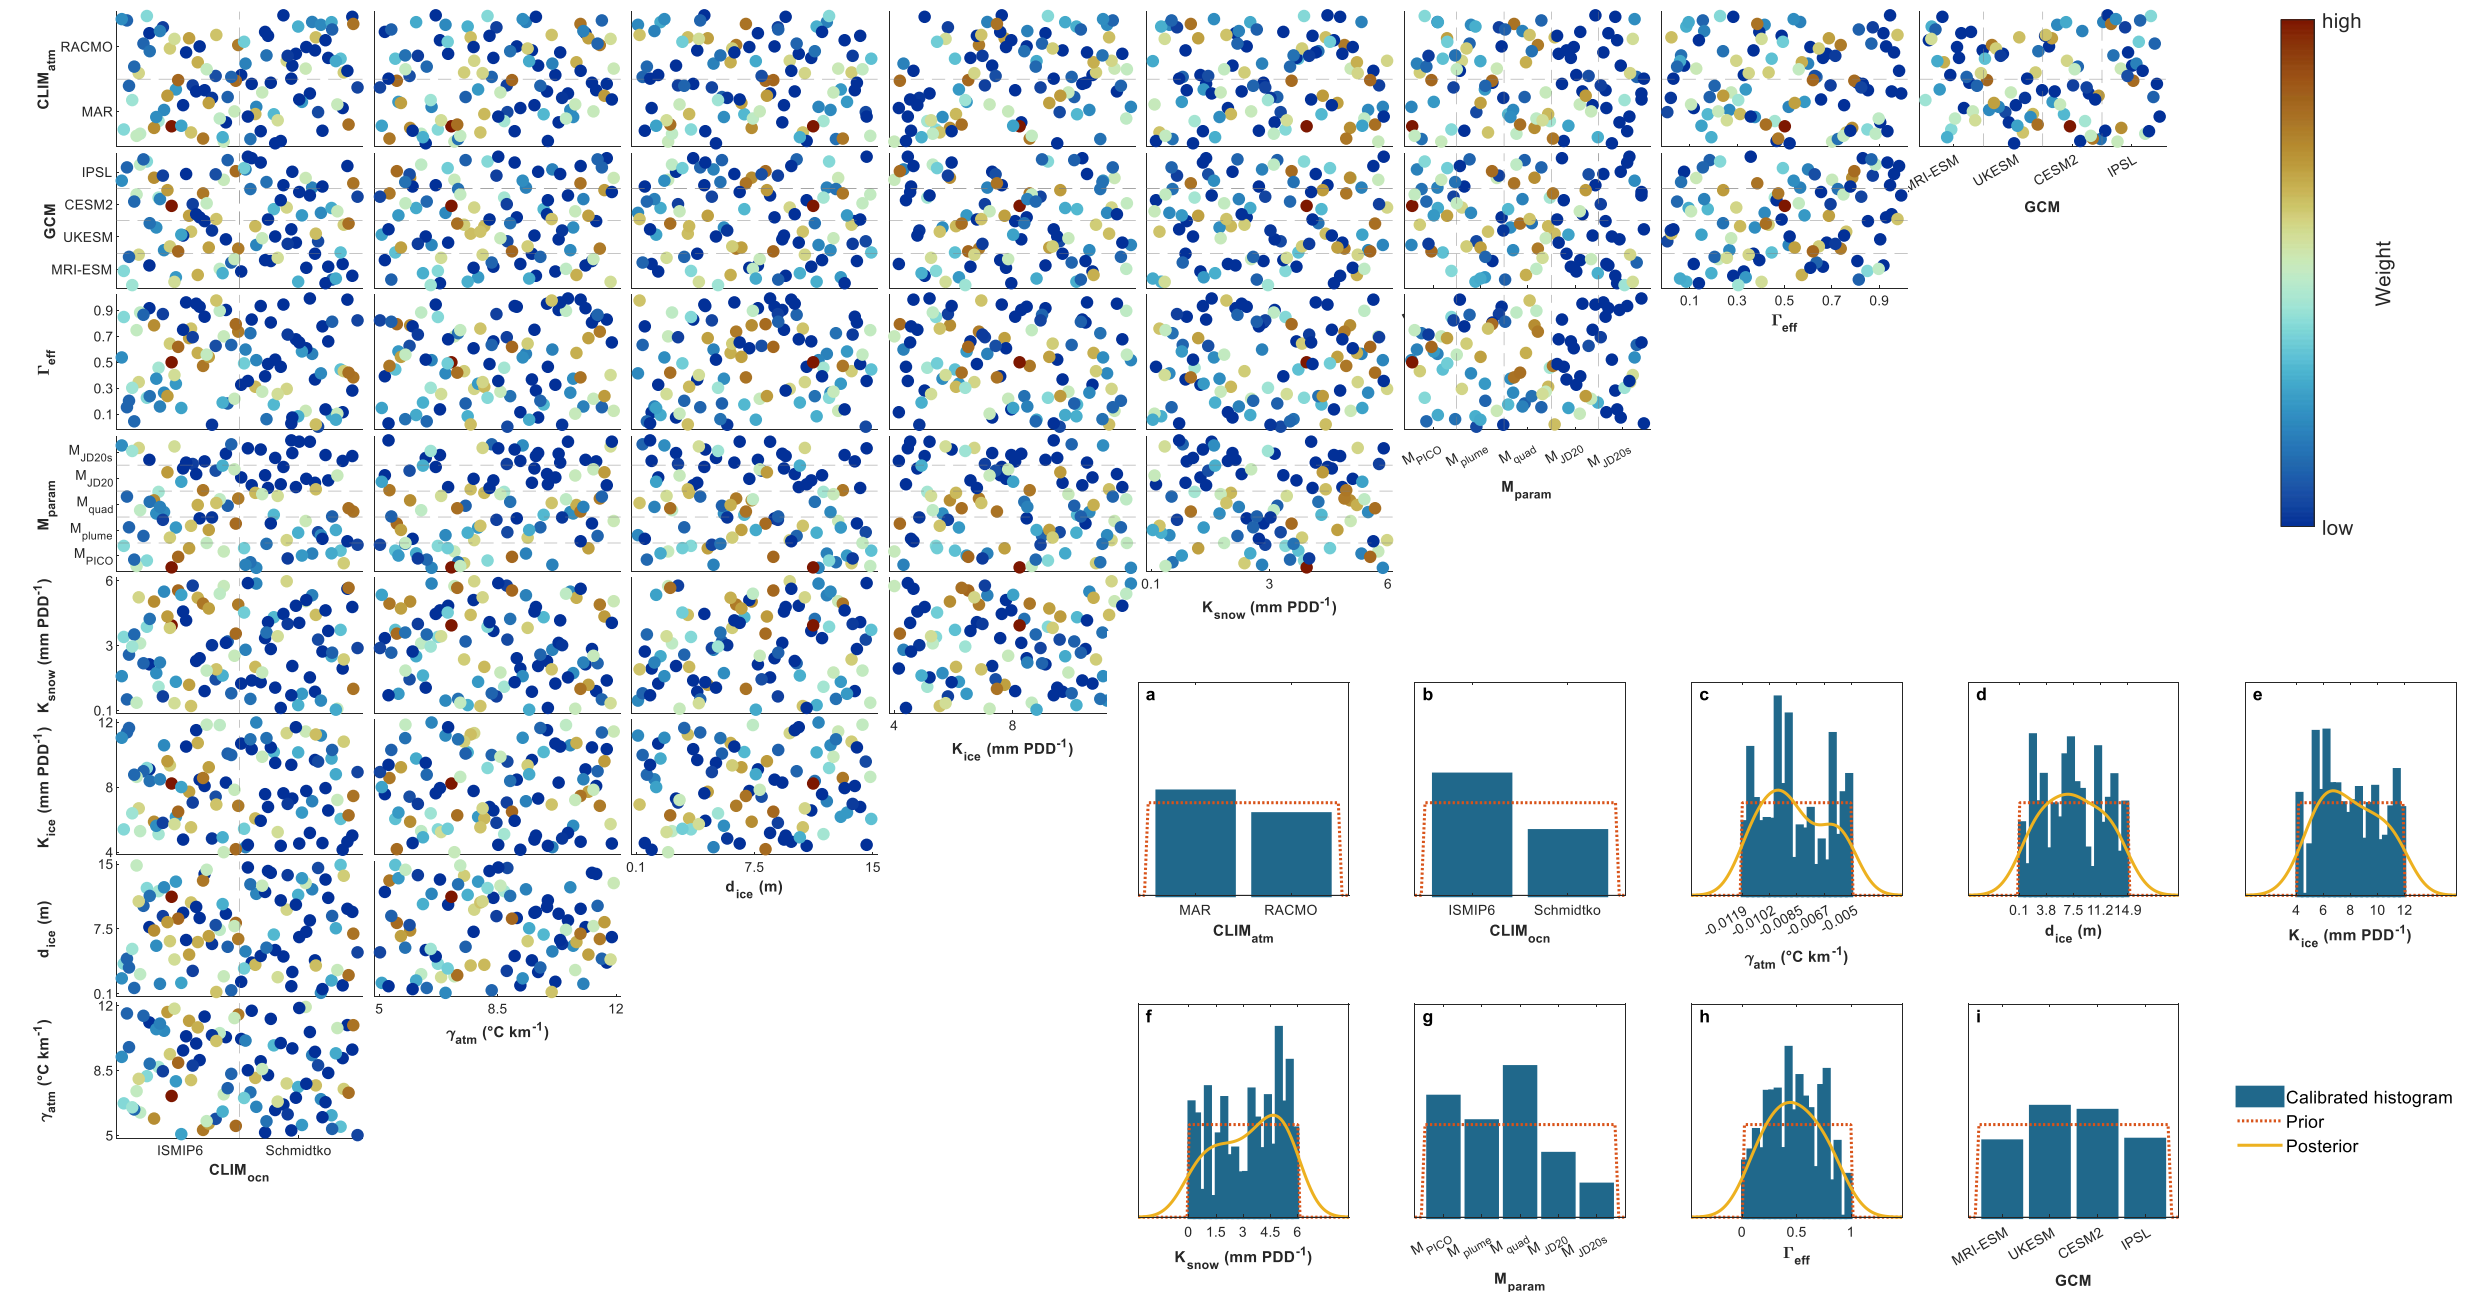 CLIMatm
RACMO
MAR
high
Weight
low
MRI-ESM
UKESM
CESM2
IPSL
GCM
GCM
IPSL
CESM2
UKESM
MRI-ESM
0.1 0.3 0.5 0.7 0.9
Γeff
Γeff
0.9
0.7
0.5
0.3
0.1
MPICO Mplume Mquad MJD20 MJD20s
Mparam
Mparam
MJD20s
MJD20
Mquad
Mplume
MPICO
0.1 3 6
Ksnow (mm PDD-1)
Ksnow (mm PDD-1)
6
3
0.1
4 8
Kice (mm PDD-1)
Kice (mm PDD-1)
12
8
4
0.1 7.5 15
dice (m)
dice (m)
15
7.5
0.1
5 8.5 12
γatm (°C km-1)
γatm (°C km-1)
12
8.5
5
ISMIP6 Schmidtko
CLIMocn
a
MAR RACMO
CLIMatm
b
ISMIP6 Schmidtko
CLIMocn
c
-0.0119 -0.0102 -0.0085 -0.0067 -0.005
γatm (°C km-1)
d
0.1 3.8 7.5 11.2 14.9
dice (m)
e
4 6 8 10 12
Kice (mm PDD-1)
f
0 1.5 3 4.5 6
Ksnow (mm PDD-1)
g
MPICO Mplume Mquad MJD20 MJD20s
Mparam
h
0 0.5 1
Γeff
i
MRI-ESM UKESM CESM2 IPSL
GCM
Calibrated histogram
Prior
Posterior